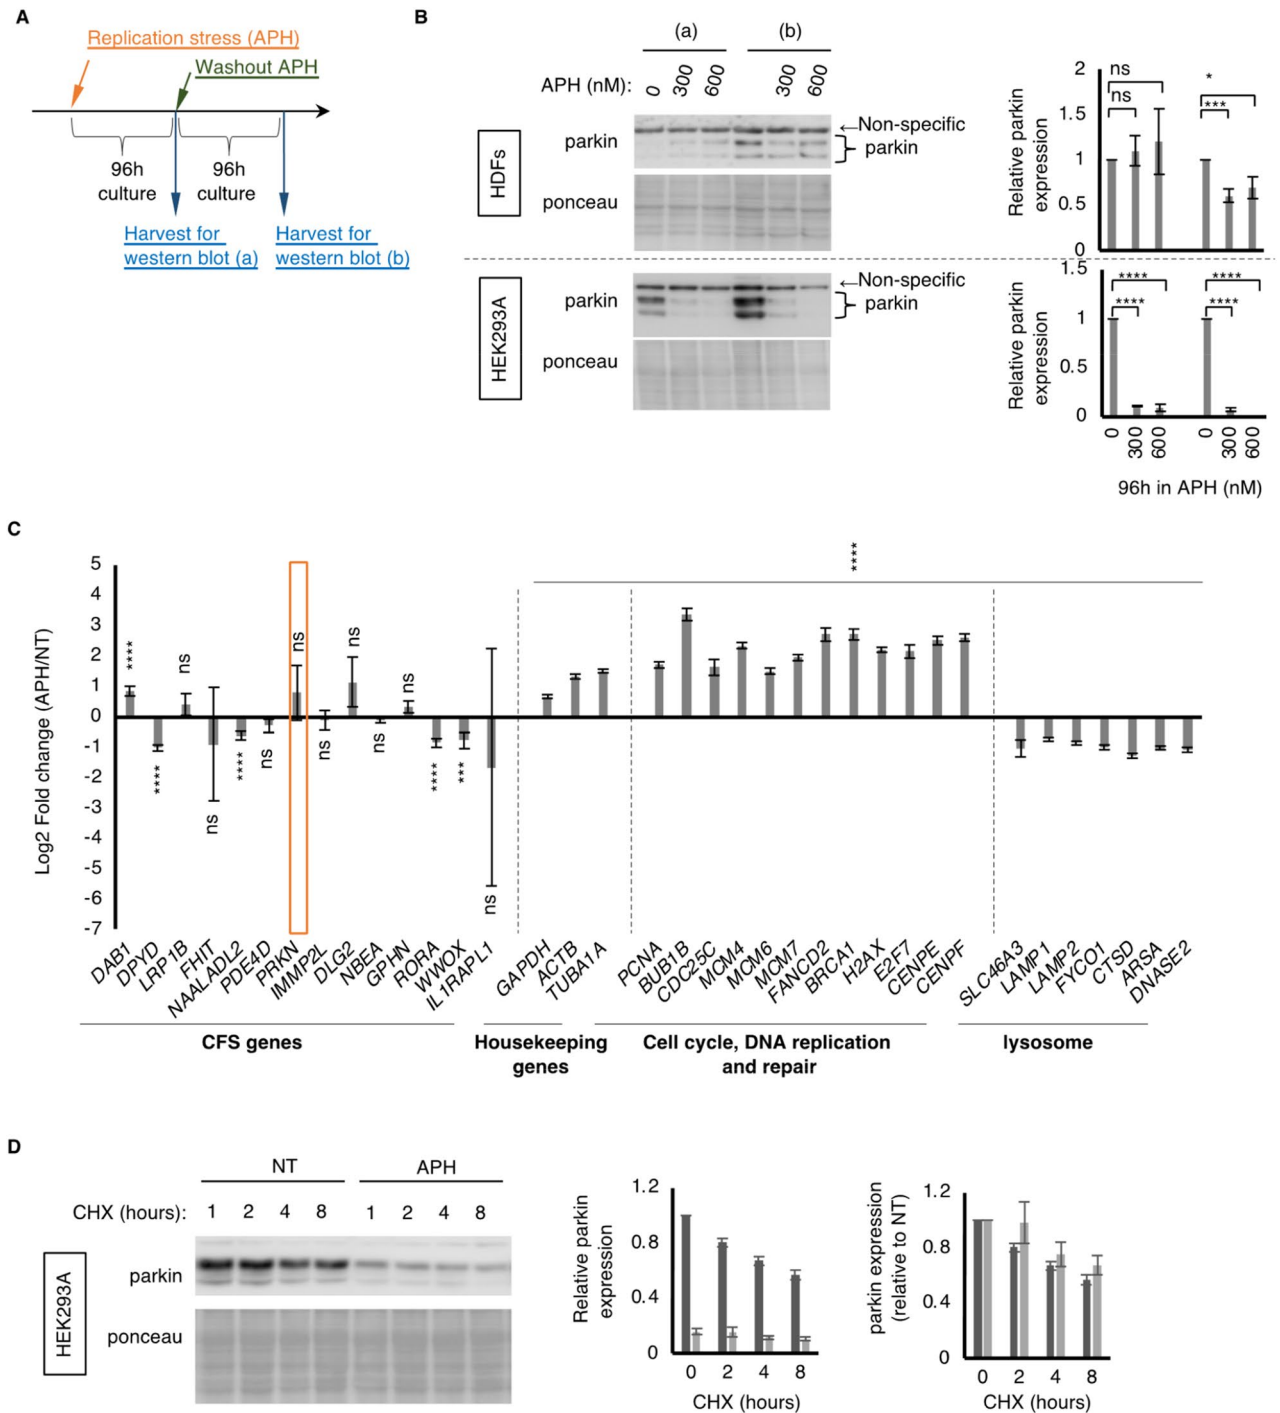 A
Replication stress (APH)
Washout APH
96h
culture
96h
culture
Harvest for
western blot (a)
Harvest for
western blot (b)
B
(a) (b)
APH (nM): 0 300 600 300 600
HDFs
parkin
←Non-specific
parkin
ponceau
HEK293A
parkin
←Non-specific
parkin
ponceau
Relative parkin
expression
2
1.5
1
0.5
0
ns
ns
*
***
Relative parkin
expression
1.5
1
0.5
0
**** ****
**** ****
0 300 600 0 300 600
96h in APH (nM)
C
Log2 Fold change (APH/NT)
5
4
3
2
1
0
-1
-2
-3
-4
-5
-6
-7
**** **** ns ns **** ns ns ns ns ns ns **** *** ns
****
DAB1 DPYD LRP1B FHIT NAALADL2 PDE4D PRKN IMMP2L DLG2 NBEA GPHN RORA WWOX IL1RAPL1 GAPDH ACTB TUBA1A PCNA BUB1B CDC25C MCM4 MCM6 MCM7 FANCD2 BRCA1 H2AX E2F7 CENPE CENPF SLC46A3 LAMP1 LAMP2 FYCO1 CTSD ARSA DNASE2
CFS genes
Housekeeping
genes
Cell cycle, DNA replication
and repair
lysosome
D
NT APH
CHX (hours): 1 2 4 8 1 2 4 8
HEK293A
parkin
ponceau
Relative parkin
expression
1.2
0.8
0.4
0
0 2 4 8
CHX (hours)
parkin expression
(relative to NT)
1.2
0.8
0.4
0
0 2 4 8
CHX (hours)